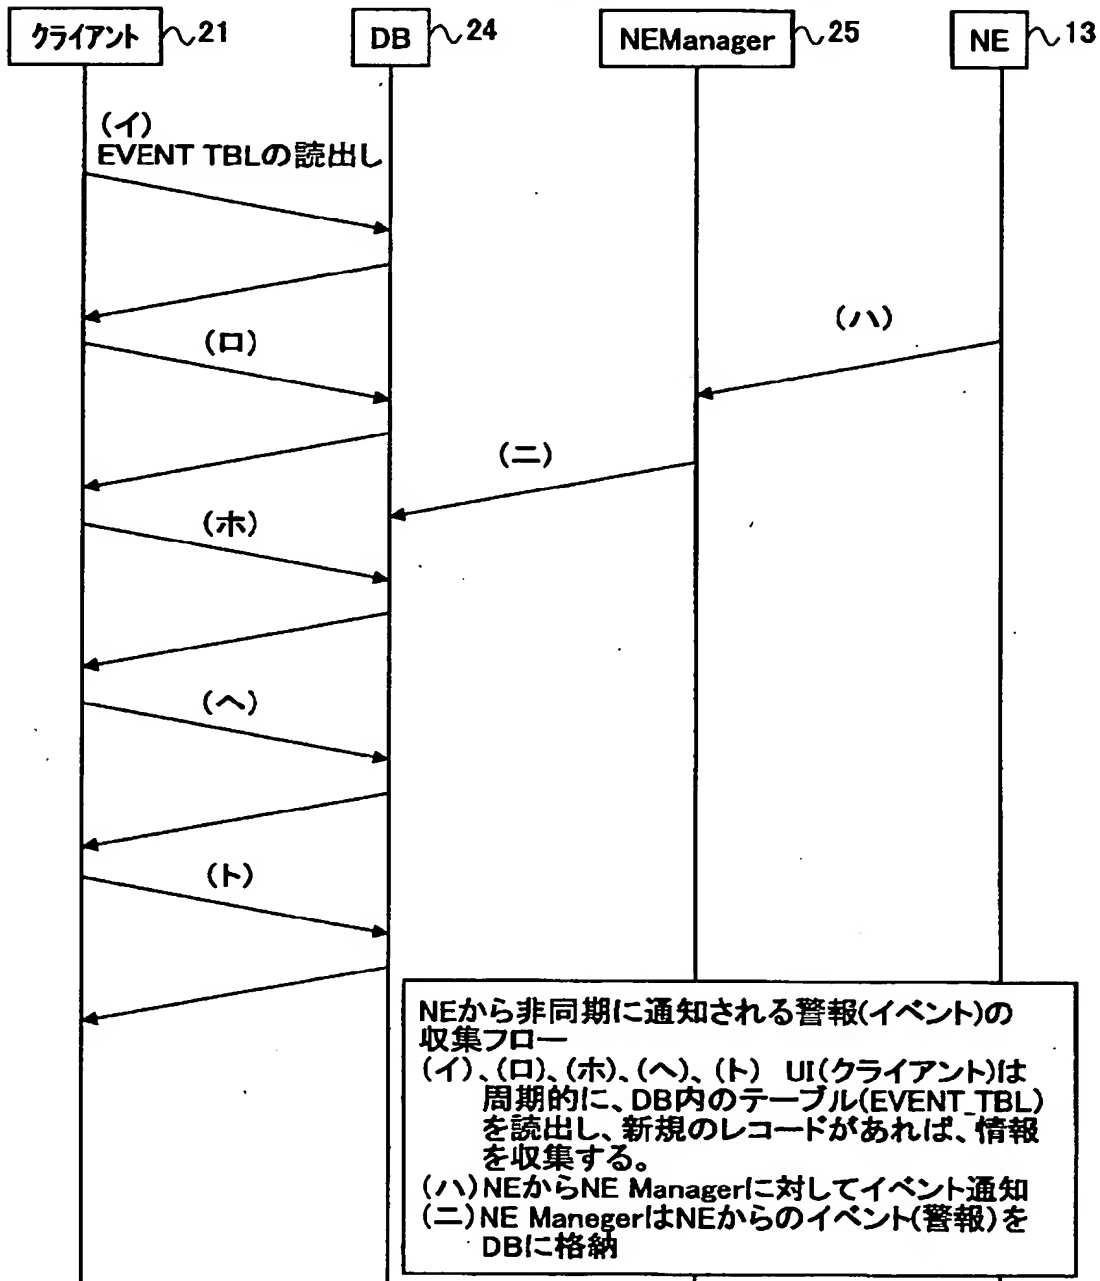 クライアント 21
DB 24
NEManager 25
NE 13
(イ)
EVENT TBLの読出し
(ロ)
(ハ)
(ニ)
(ホ)
(ヘ)
(ト)
NEから非同期に通知される警報(イベント)の
収集フロー
(イ)、(ロ)、(ホ)、(ヘ)、(ト) UI(クライアント)は
周期的に、DB内のテーブル(EVENT_TBL)
を読出し、新規のレコードがあれば、情報
を収集する。
(ハ)NEからNE Managerに対してイベント通知
(ニ)NE ManegerはNEからのイベント(警報)を
DBに格納